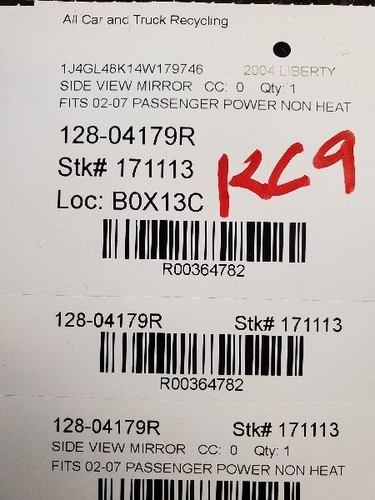 All Car and Truck Recycling
1J4GL48K14W179746 2004 LIBERTY
SIDE VIEW MIRROR CC: 0 Qty: 1
FITS 02-07 PASSENGER POWER NON HEAT
128-04179R
Stk# 171113
KC9
Loc: B0X13C
R00364782
128-04179R Stk# 171113
R00364782
128-04179R Stk# 171113
SIDE VIEW MIRROR CC: 0 Qty: 1
FITS 02-07 PASSENGER POWER NON HEAT